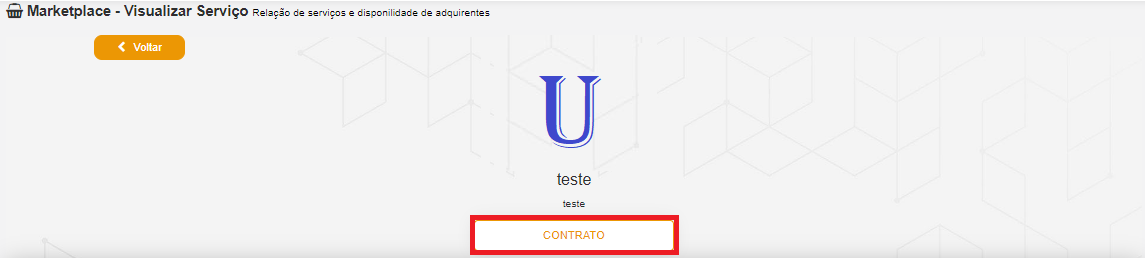 Marketplace - Visualizar Serviço Relação de serviços e disponilidade de adquirentes
Voltar
U
teste
teste
CONTRATO